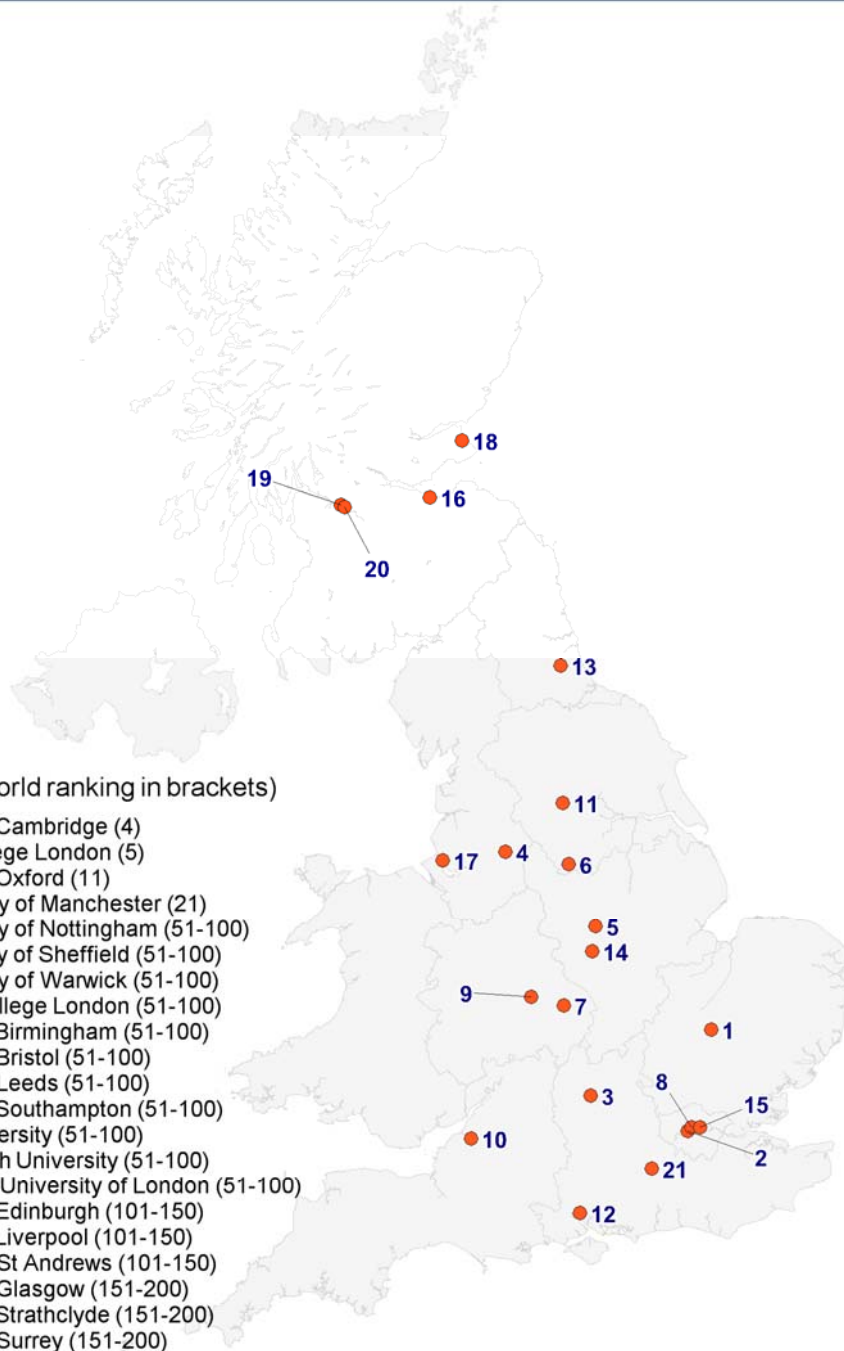 18
19
16
20
13
orld ranking in brackets)
11
Cambridge (4)
ege London (5)
17
4
6
Oxford (11)
y of Manchester (21)
y of Nottingham (51-100)
5
y of Sheffield (51-100)
14
y of Warwick (51-100)
9
7
llege London (51-100)
Birmingham (51-100)
1
Bristol (51-100)
Leeds (51-100)
8
3
Southampton (51-100)
15
ersity (51-100)
10
h University (51-100)
2
21
University of London (51-100)
Edinburgh (101-150)
12
Liverpool (101-150)
St Andrews (101-150)
Glasgow (151-200)
Strathclyde (151-200)
Surrey (151-200)